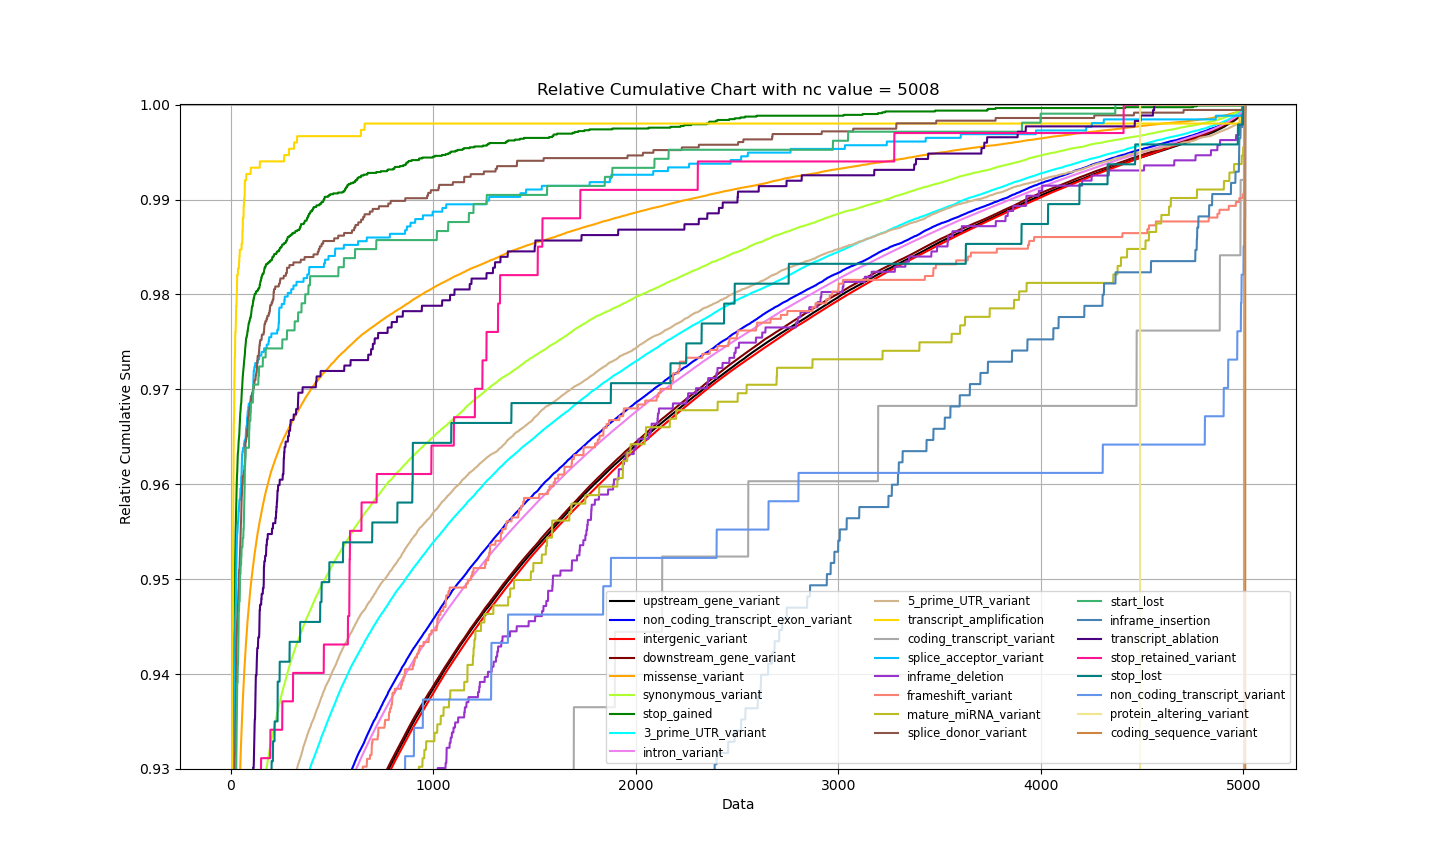 Relative Cumulative Chart with nc value = 5008
1.00
0.99
0.98
0.97
0.96
0.95
0.94
0.93
Relative Cumulative Sum
upstream_gene_variant
non_coding_transcript_exon_variant
intergenic_variant
downstream_gene_variant
missense_variant
synonymous_variant
stop_gained
3_prime_UTR_variant
intron_variant
5_prime_UTR_variant
transcript_amplification
coding_transcript_variant
splice_acceptor_variant
inframe_deletion
frameshift_variant
mature_miRNA_variant
splice_donor_variant
start_lost
inframe_insertion
transcript_ablation
stop_retained_variant
stop_lost
non_coding_transcript_variant
protein_altering_variant
coding_sequence_variant
0 1000 2000 3000 4000 5000
Data